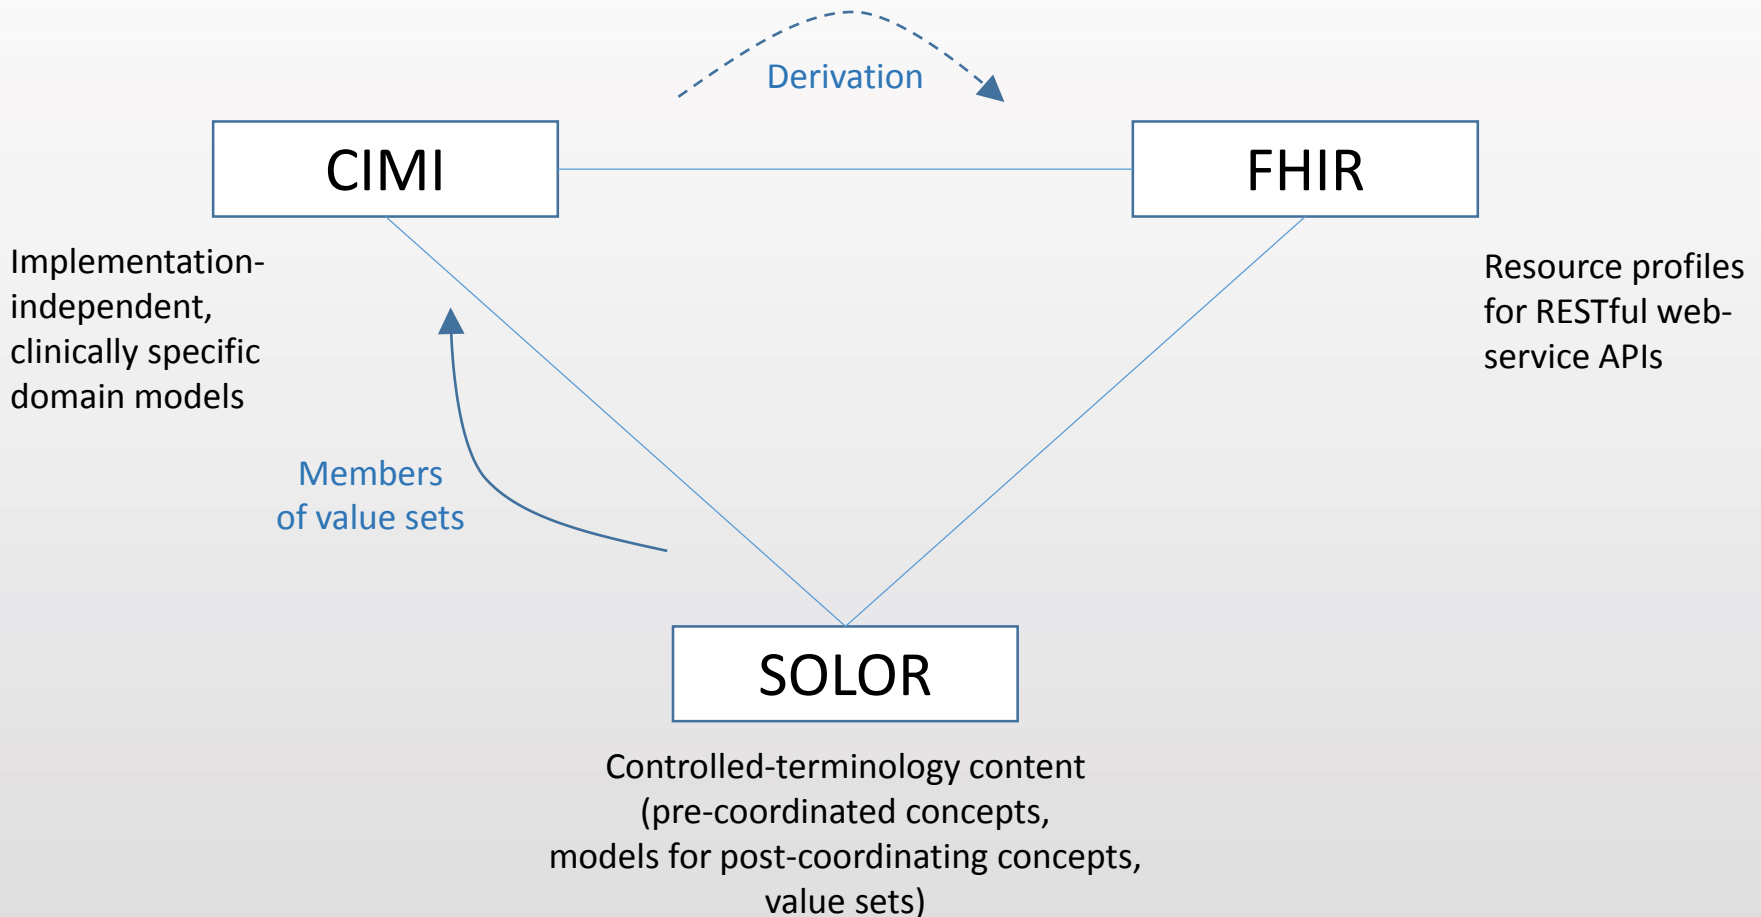 Derivation
CIMI
FHIR
Implementation-
independent,
clinically specific
domain models
Resource profiles
for RESTful web-
service APIs
Members
of value sets
SOLOR
Controlled-terminology content
(pre-coordinated concepts,
models for post-coordinating concepts,
value sets)